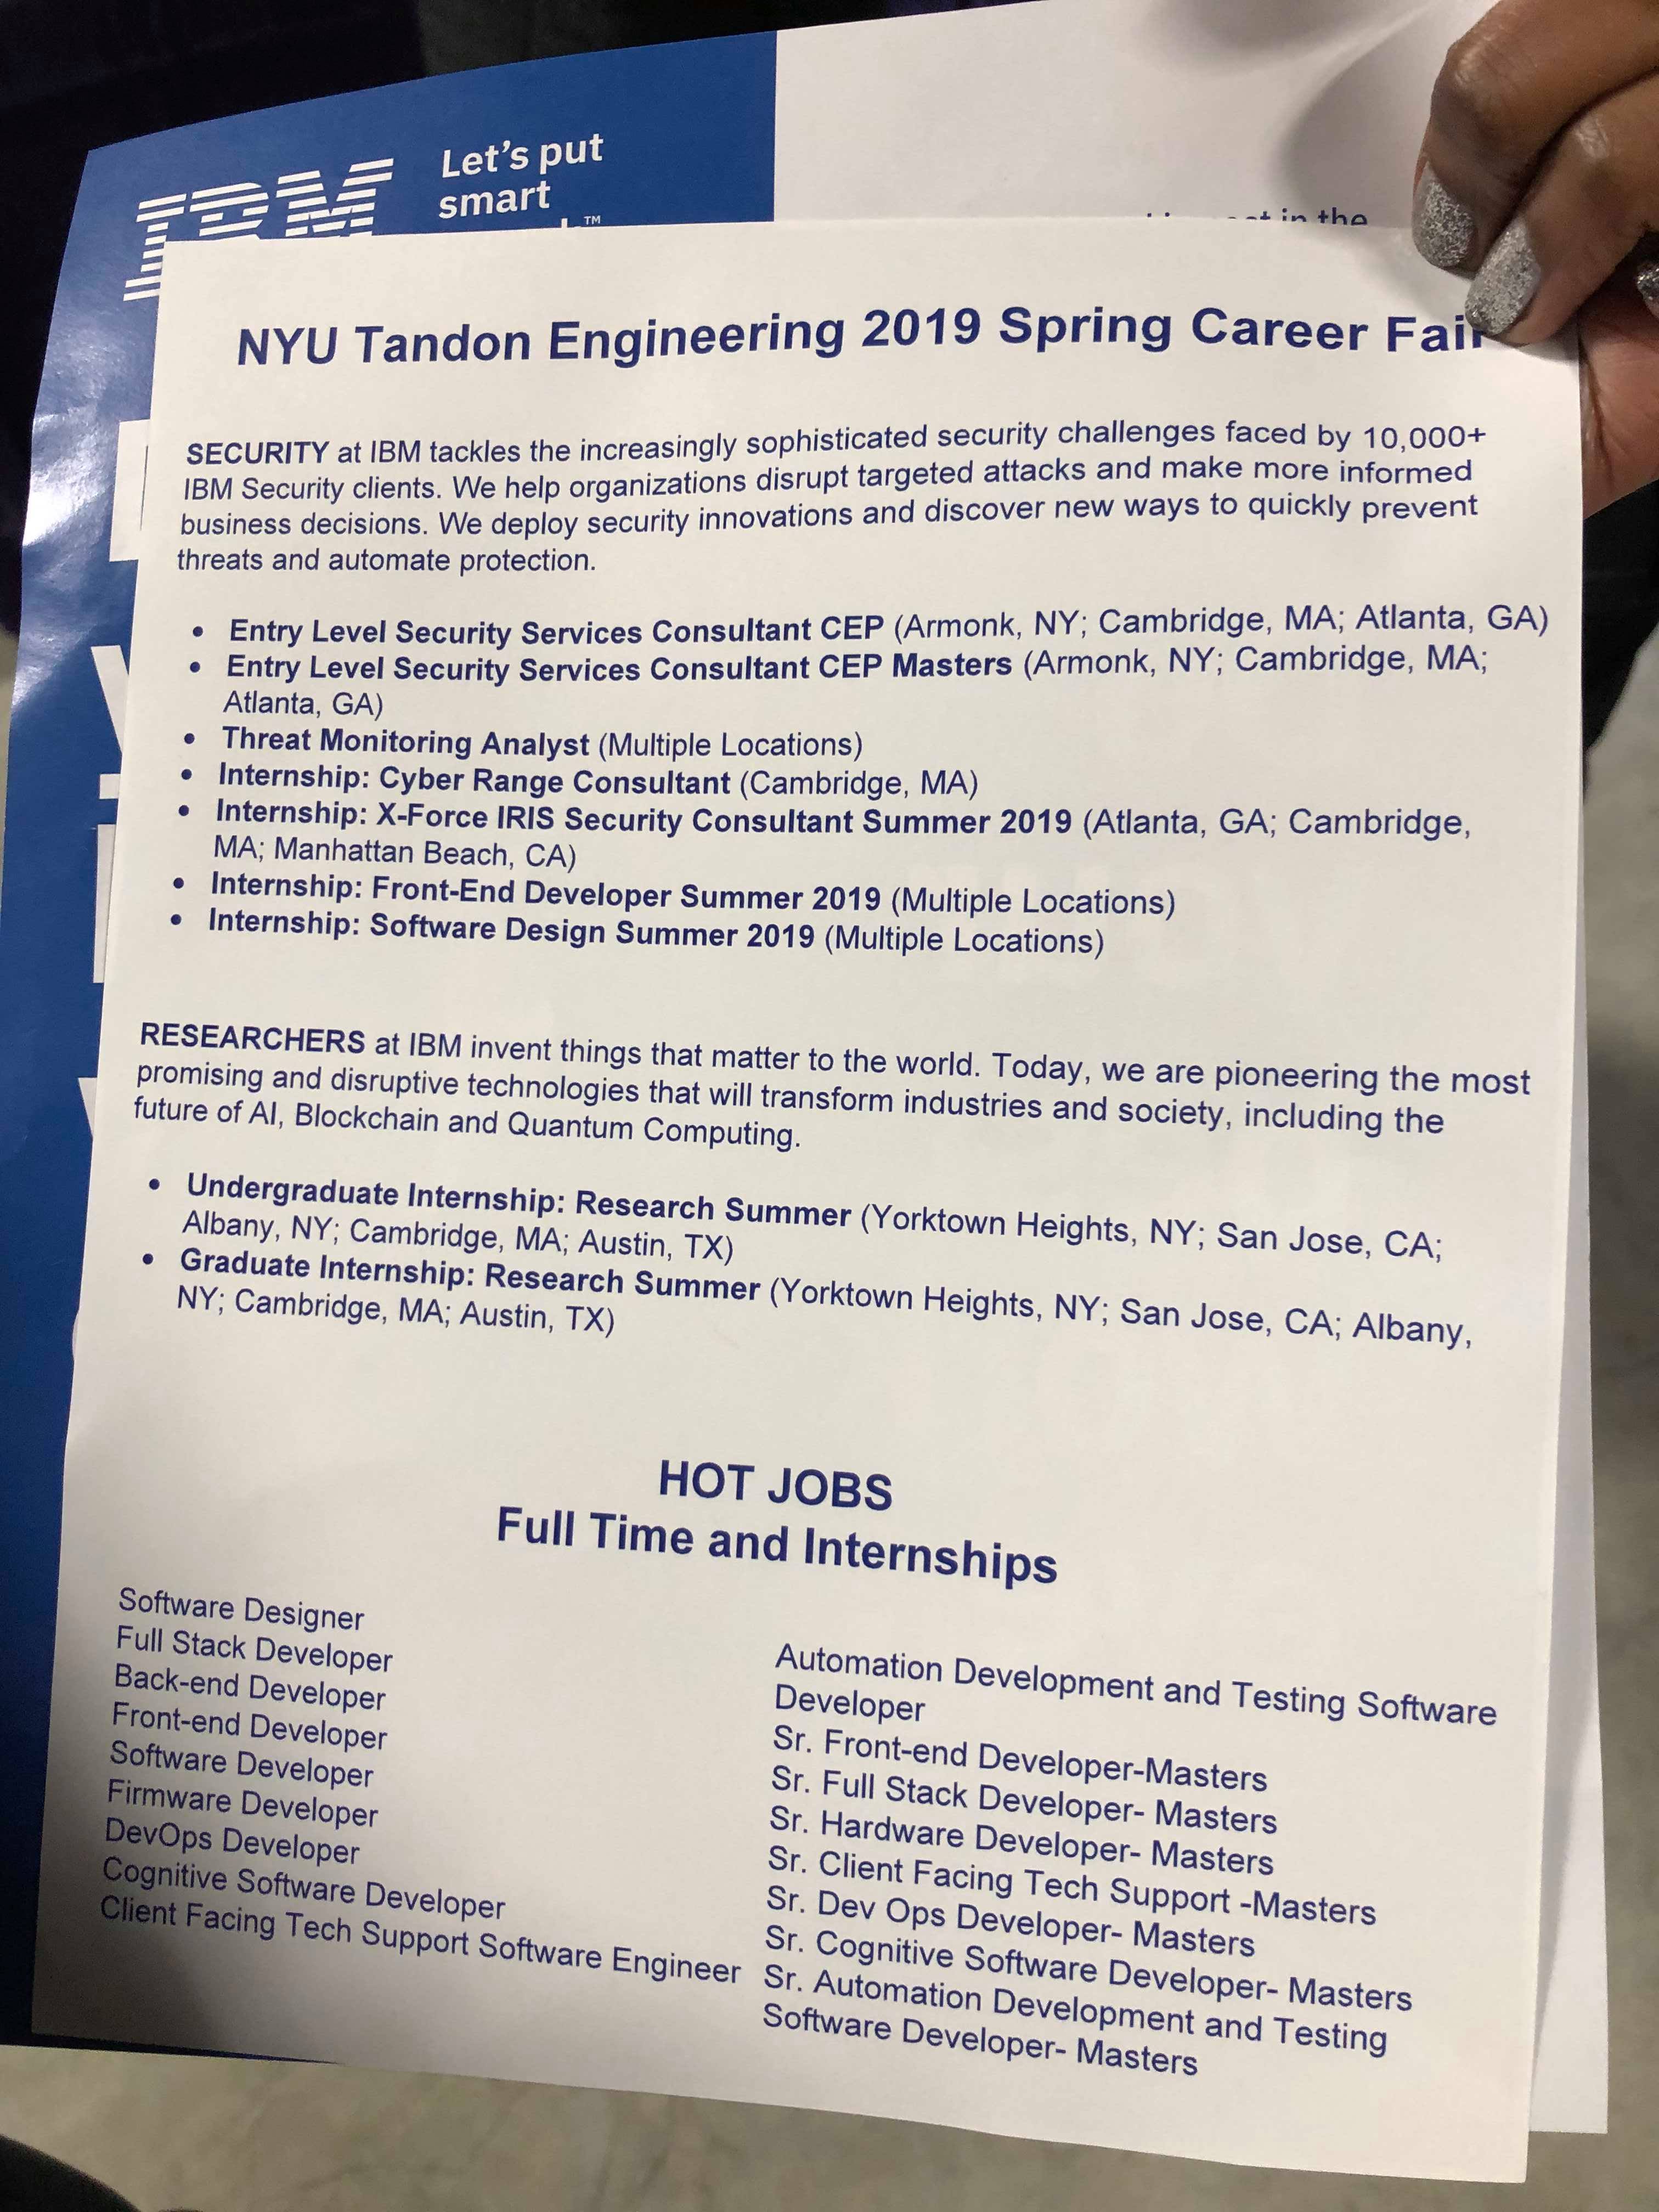 IBM
Let's put
smart
TM
in the
NYU Tandon Engineering 2019 Spring Career Fair
SECURITY at IBM tackles the increasingly sophisticated security challenges faced by 10,000+
IBM Security clients. We help organizations disrupt targeted attacks and make more informed
business decisions. We deploy security innovations and discover new ways to quickly prevent
threats and automate protection.
• Entry Level Security Services Consultant CEP (Armonk, NY; Cambridge, MA; Atlanta, GA)
• Entry Level Security Services Consultant CEP Masters (Armonk, NY; Cambridge, MA;
Atlanta, GA)
• Threat Monitoring Analyst (Multiple Locations)
• Internship: Cyber Range Consultant (Cambridge, MA)
• Internship: X-Force IRIS Security Consultant Summer 2019 (Atlanta, GA; Cambridge,
MA; Manhattan Beach, CA)
• Internship: Front-End Developer Summer 2019 (Multiple Locations)
• Internship: Software Design Summer 2019 (Multiple Locations)
RESEARCHERS at IBM invent things that matter to the world. Today, we are pioneering the most
promising and disruptive technologies that will transform industries and society, including the
future of AI, Blockchain and Quantum Computing.
• Undergraduate Internship: Research Summer (Yorktown Heights, NY; San Jose, CA;
Albany, NY; Cambridge, MA; Austin, TX)
• Graduate Internship: Research Summer (Yorktown Heights, NY; San Jose, CA; Albany,
NY; Cambridge, MA; Austin, TX)
HOT JOBS
Full Time and Internships
Software Designer
Full Stack Developer
Back-end Developer
Front-end Developer
Software Developer
Firmware Developer
DevOps Developer
Cognitive Software Developer
Client Facing Tech Support Software Engineer
Automation Development and Testing Software
Developer
Sr. Front-end Developer-Masters
Sr. Full Stack Developer- Masters
Sr. Hardware Developer- Masters
Sr. Client Facing Tech Support -Masters
Sr. Dev Ops Developer- Masters
Sr. Cognitive Software Developer- Masters
Sr. Automation Development and Testing
Software Developer- Masters